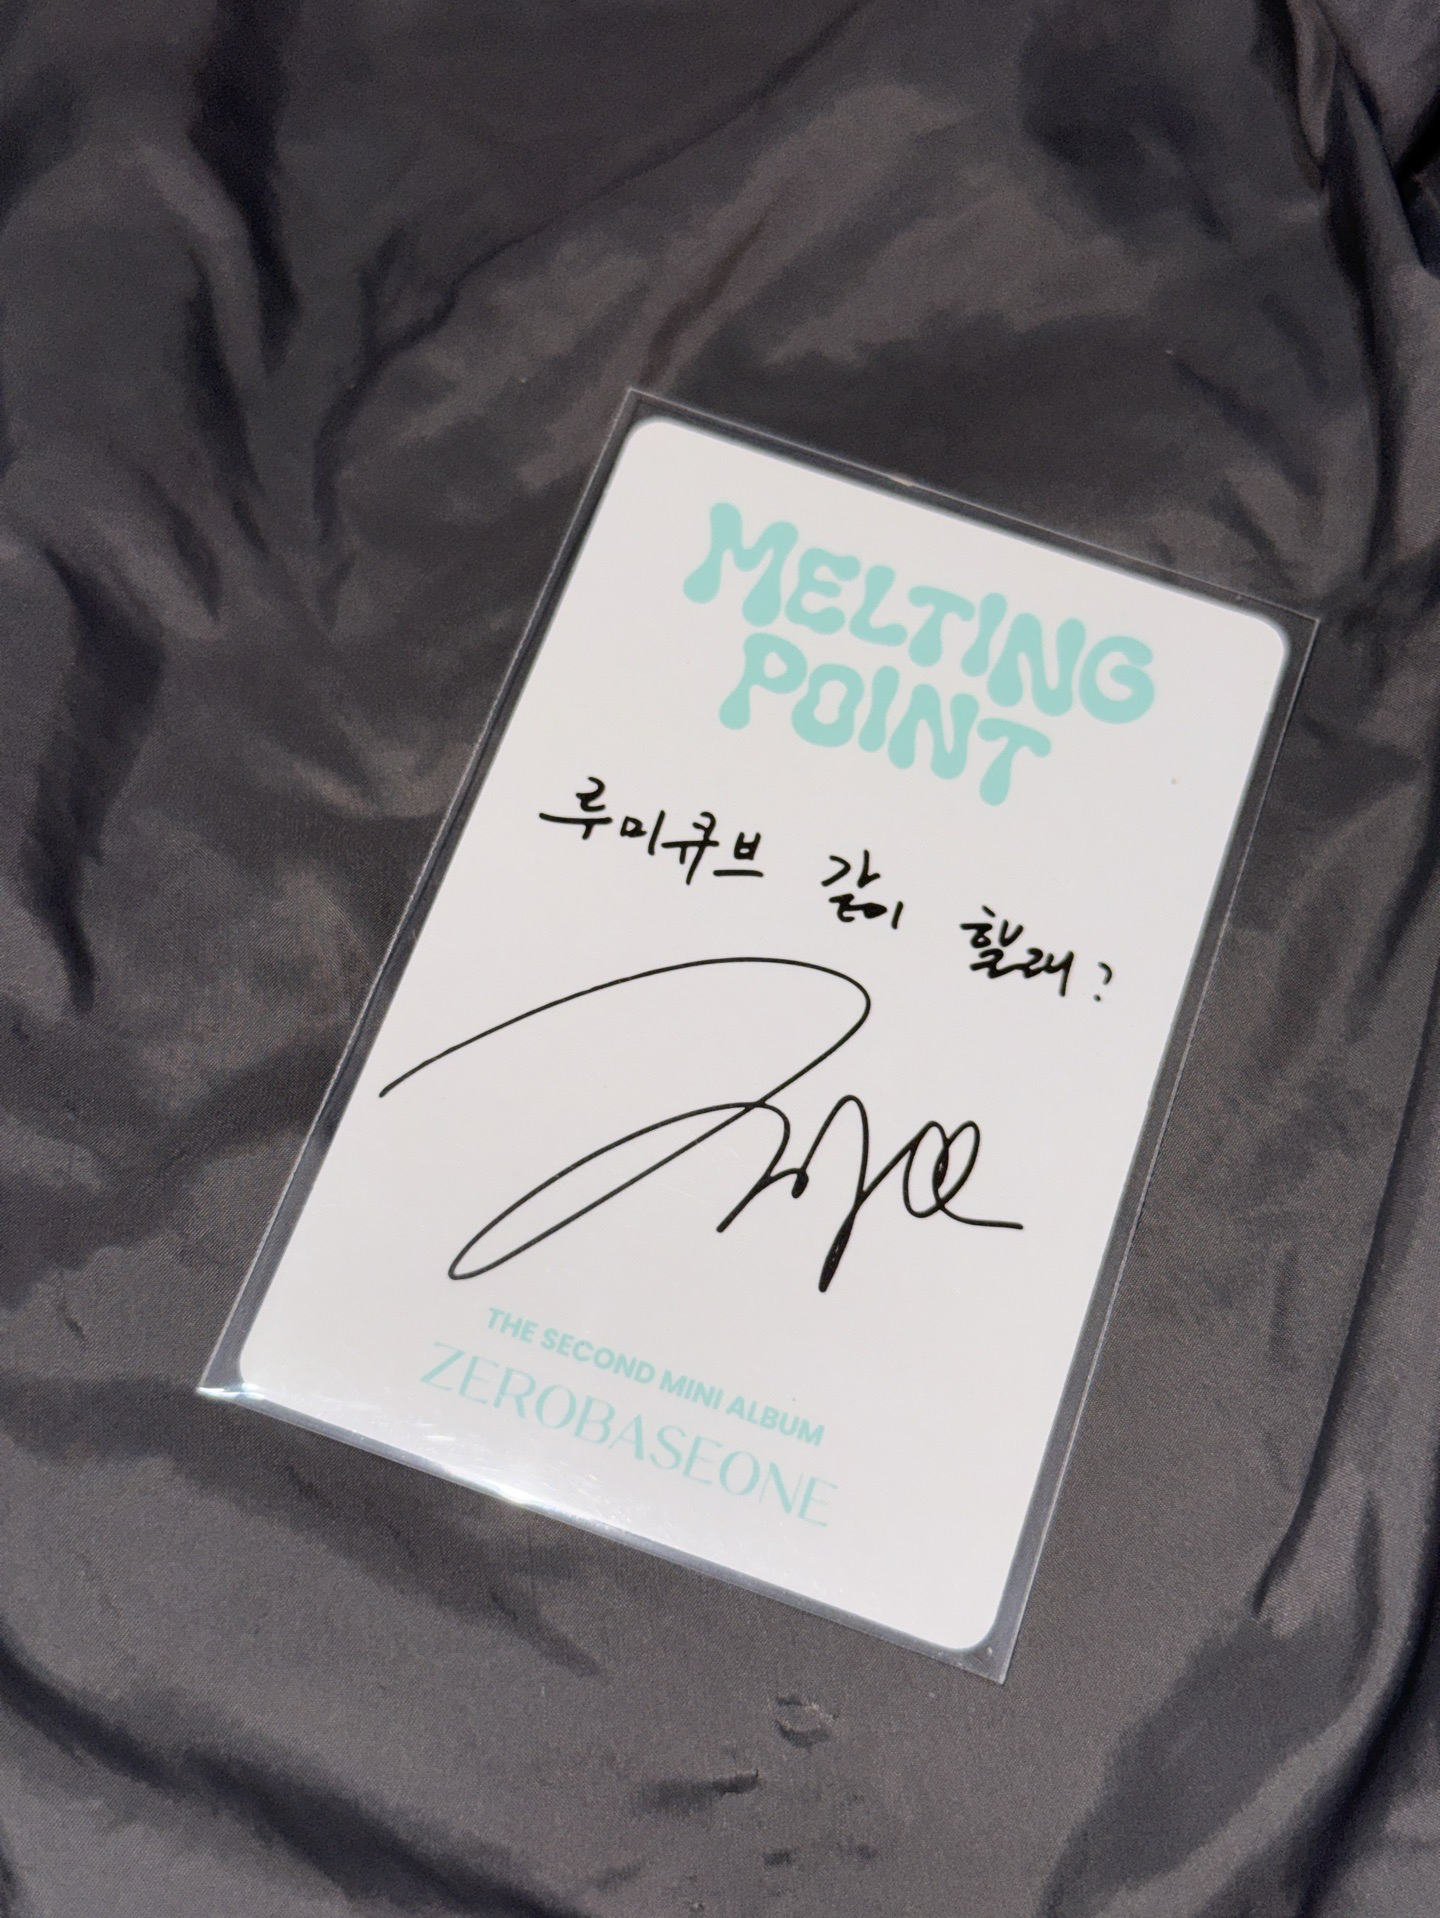 MELTING
POINT
루미큐브 같이 할래?
THE SECOND MINI ALBUM
ZEROBASEONE